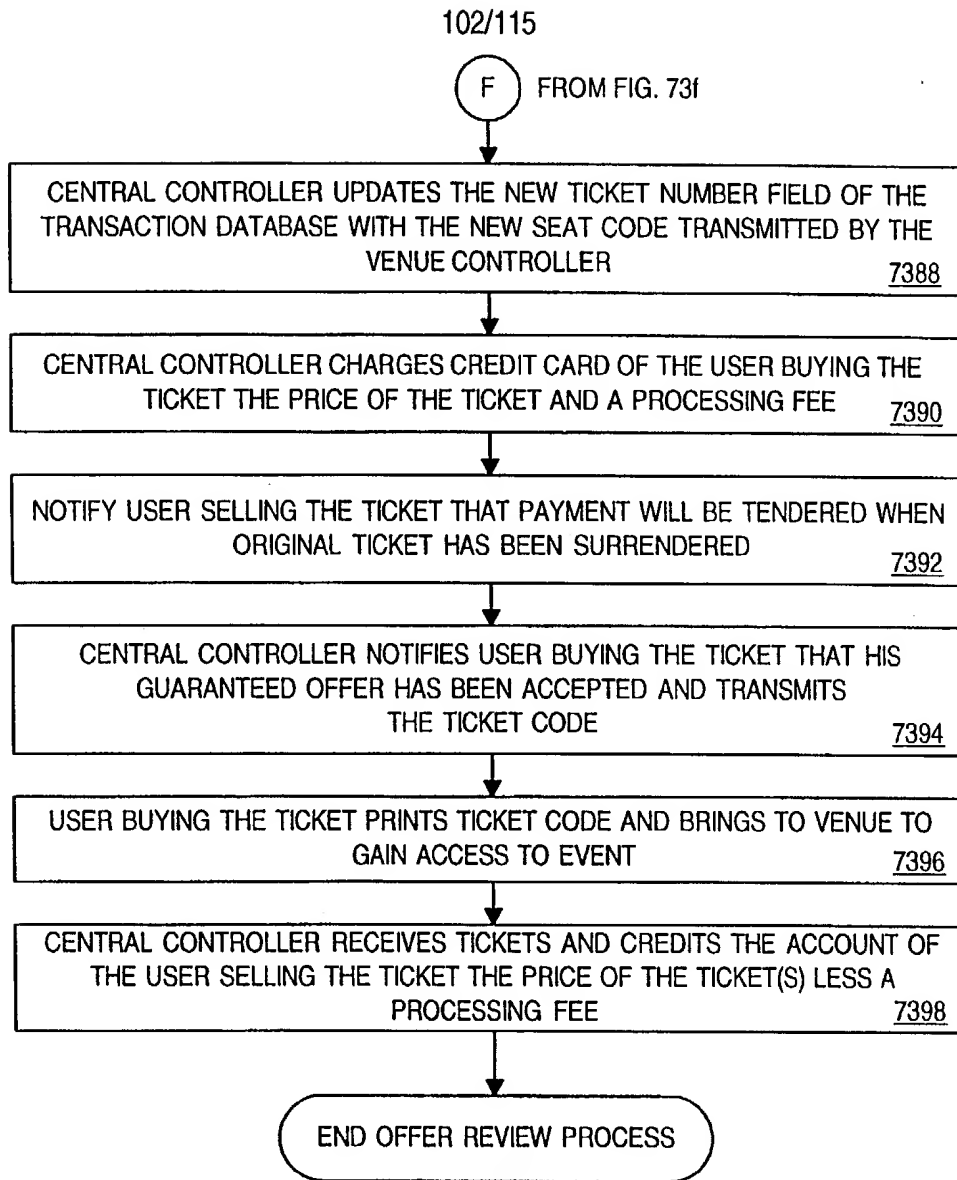 102/115
F FROM FIG. 73f
CENTRAL CONTROLLER UPDATES THE NEW TICKET NUMBER FIELD OF THE
TRANSACTION DATABASE WITH THE NEW SEAT CODE TRANSMITTED BY THE
VENUE CONTROLLER
7388
CENTRAL CONTROLLER CHARGES CREDIT CARD OF THE USER BUYING THE
TICKET THE PRICE OF THE TICKET AND A PROCESSING FEE
7390
NOTIFY USER SELLING THE TICKET THAT PAYMENT WILL BE TENDERED WHEN
ORIGINAL TICKET HAS BEEN SURRENDERED
7392
CENTRAL CONTROLLER NOTIFIES USER BUYING THE TICKET THAT HIS
GUARANTEED OFFER HAS BEEN ACCEPTED AND TRANSMITS
THE TICKET CODE
7394
USER BUYING THE TICKET PRINTS TICKET CODE AND BRINGS TO VENUE TO
GAIN ACCESS TO EVENT
7396
CENTRAL CONTROLLER RECEIVES TICKETS AND CREDITS THE ACCOUNT OF
THE USER SELLING THE TICKET THE PRICE OF THE TICKET(S) LESS A
PROCESSING FEE
7398
END OFFER REVIEW PROCESS